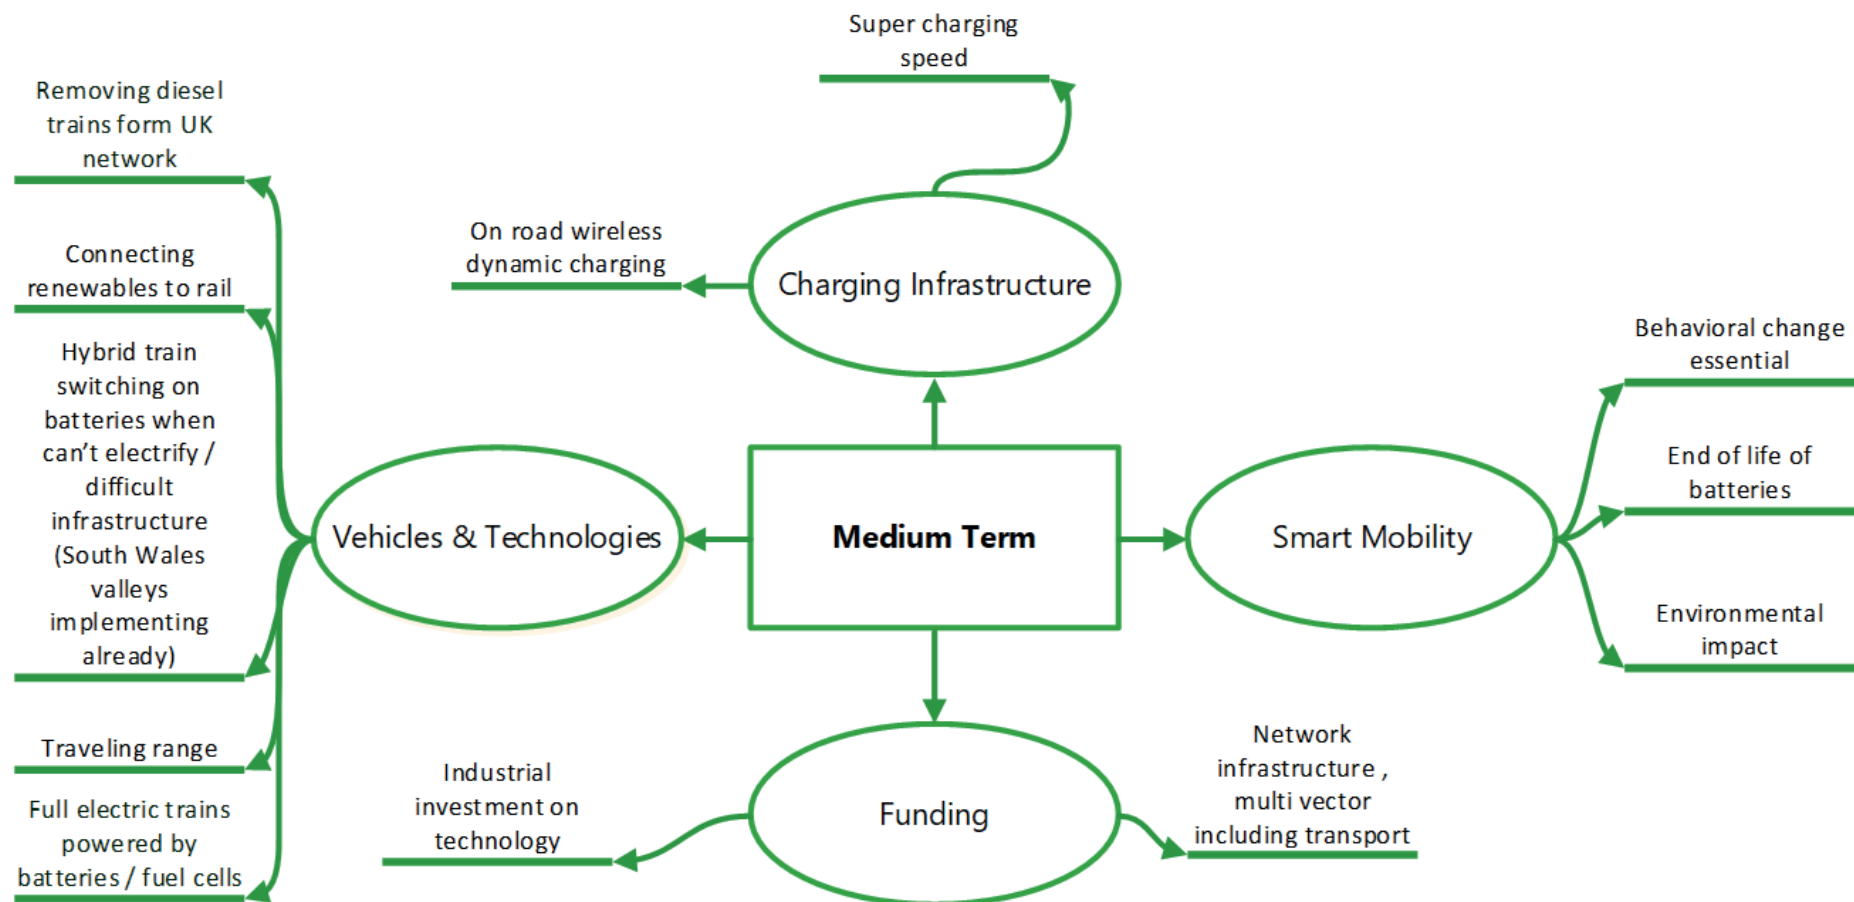 Super charging
speed
Removing diesel
trains form UK
network
On road wireless
dynamic charging
Charging Infrastructure
Connecting
renewables to rail
Hybrid train
switching on
batteries when
can't electrify /
difficult
infrastructure
(South Wales
valleys
implementing
already)
Vehicles & Technologies
Medium Term
Smart Mobility
Behavioral change
essential
End of life of
batteries
Environmental
impact
Traveling range
Full electric trains
powered by
batteries / fuel cells
Industrial
investment on
technology
Funding
Network
infrastructure ,
multi vector
including transport